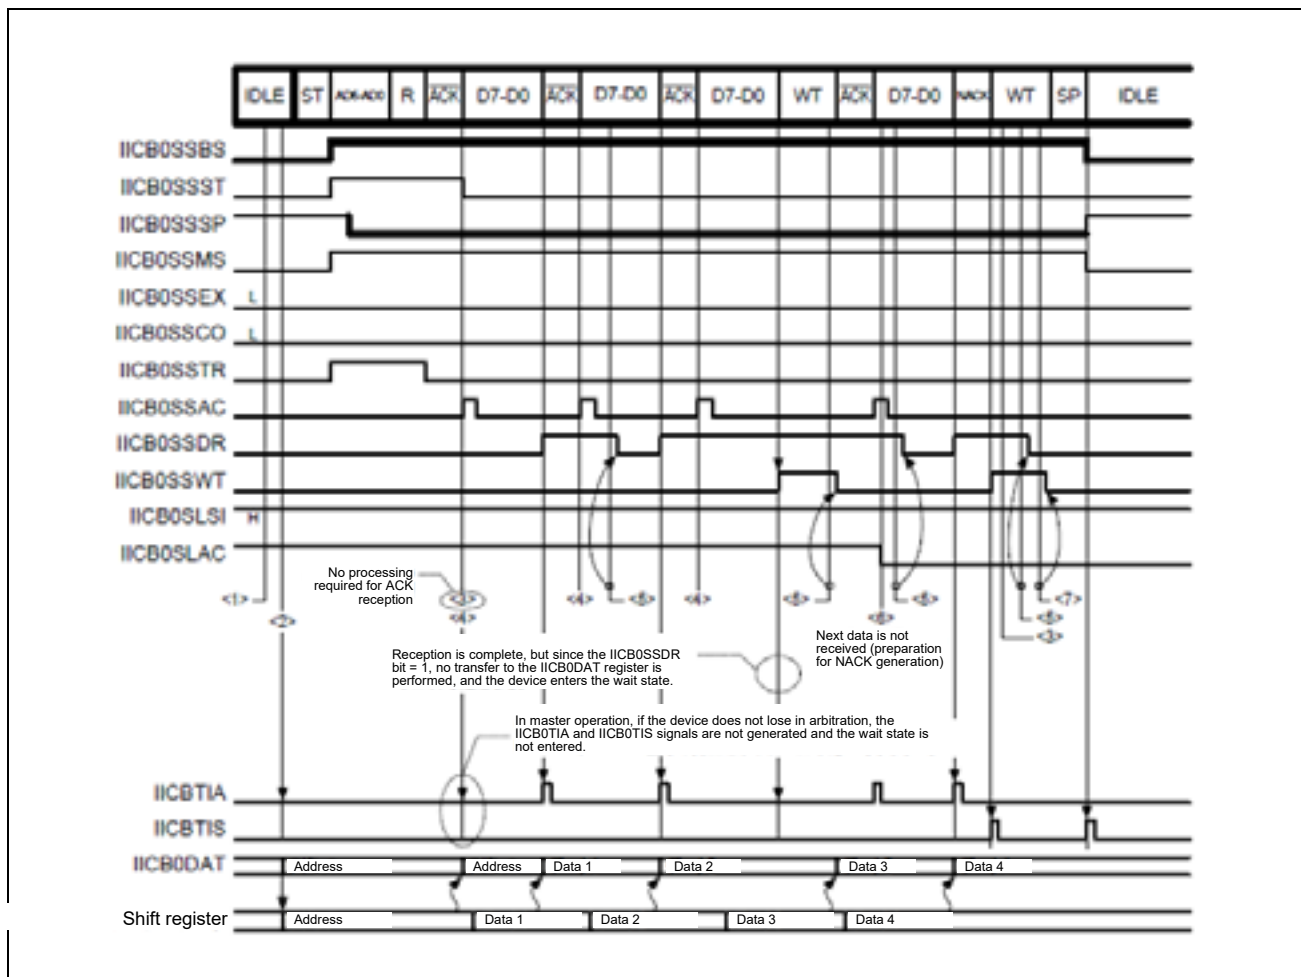 IDLE ST AD6-AD0 R ACK D7-D0 ACK D7-D0 ACK D7-D0 WT ACK D7-D0 NACK WT SP IDLE
IICB0SSBS
IICB0SSST
IICB0SSSP
IICB0SSMS
IICB0SSEX L
IICB0SSCO L
IICB0SSTR
IICB0SSAC
IICB0SSDR
IICB0SSWT
IICB0SLSI H
IICB0SLAC
No processing
required for ACK
reception
<1> <3> <4> <5> <4> <5> <6> <7>
<2> <4> <6> <5>
<3>
Next data is not
received (preparation
for NACK generation)
Reception is complete, but since the IICB0SSDR
bit = 1, no transfer to the IICB0DAT register is
performed, and the device enters the wait state.
In master operation, if the device does not lose in arbitration, the
IICB0TIA and IICB0TIS signals are not generated and the wait state is
not entered.
IICBTIA
IICBTIS
IICB0DAT Address Address Data 1 Data 2 Data 3 Data 4
Shift register Address Data 1 Data 2 Data 3 Data 4